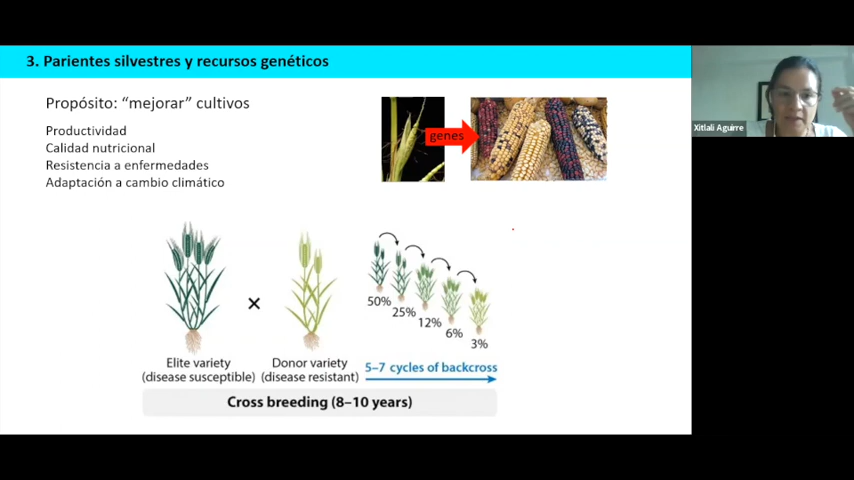 3. Parientes silvestres y recursos genéticos
Propósito: “mejorar” cultivos
Productividad
Calidad nutricional
Resistencia a enfermedades
Adaptación a cambio climático
genes
Xitlali Aguirre
50%
25%
12%
6%
3%
Elite variety
(disease susceptible)
Donor variety
(disease resistant)
5–7 cycles of backcross
Cross breeding (8–10 years)